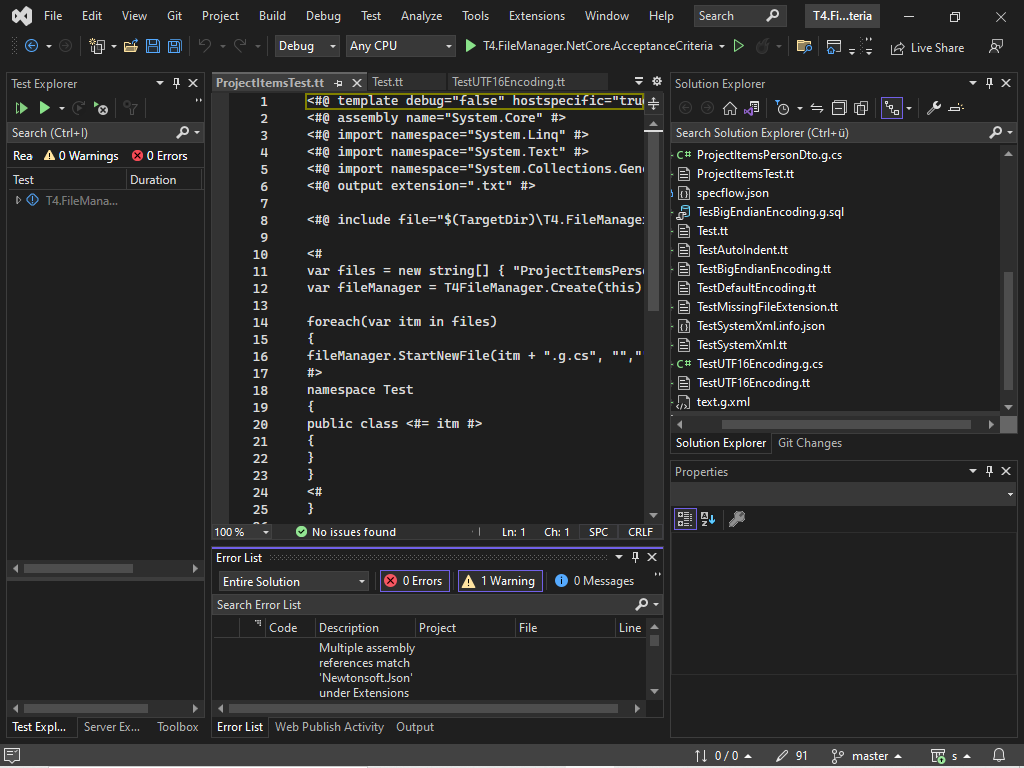 File Edit View Git Project Build Debug Test Analyze Tools Extensions Window Help Search T4.Fi...teria
Debug Any CPU T4.FileManager.NetCore.AcceptanceCriteria Live Share
Test Explorer
Search (Ctrl+I)
Rea 0 Warnings 0 Errors
Test Duration
T4.FileMana...
Test Expl... Server Ex... Toolbox
ProjectItemsTest.tt Test.tt TestUTF16Encoding.tt
1 <#@ template debug="false" hostspecific="tru
2 <#@ assembly name="System.Core" #>
3 <#@ import namespace="System.Linq" #>
4 <#@ import namespace="System.Text" #>
5 <#@ import namespace="System.Collections.Gen
6 <#@ output extension=".txt" #>
7
8 <#@ include file="$(TargetDir)\T4.FileManage
9
10 <#
11 var files = new string[] { "ProjectItemsPers
12 var fileManager = T4FileManager.Create(this)
13
14 foreach(var itm in files)
15 {
16 fileManager.StartNewFile(itm + ".g.cs", "","
17 #>
18 namespace Test
19 {
20 public class <#= itm #>
21 {
22 }
23 }
24 <#
25 }
100 % No issues found Ln: 1 Ch: 1 SPC CRLF
Error List
Entire Solution 0 Errors 1 Warning 0 Messages
Search Error List
Code Description Project File Line
Multiple assembly
references match
'Newtonsoft.Json'
under Extensions
Error List Web Publish Activity Output
Solution Explorer
Search Solution Explorer (Ctrl+ü)
C# ProjectItemsPersonDto.g.cs
ProjectItemsTest.tt
specflow.json
TesBigEndianEncoding.g.sql
Test.tt
TestAutoIndent.tt
TestBigEndianEncoding.tt
TestDefaultEncoding.tt
TestMissingFileExtension.tt
TestSystemXml.info.json
TestSystemXml.tt
C# TestUTF16Encoding.g.cs
TestUTF16Encoding.tt
text.g.xml
Solution Explorer Git Changes
Properties
0 / 0 91 master s